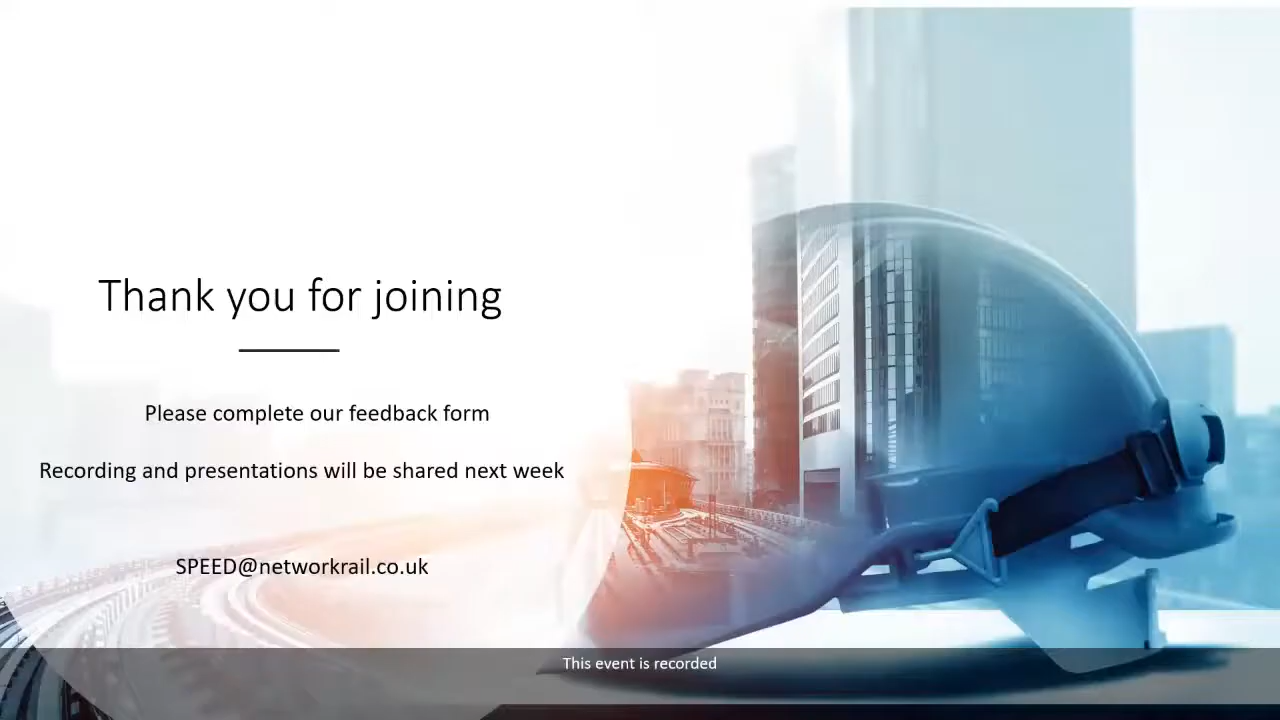 Thank you for joining
Please complete our feedback form
Recording and presentations will be shared next week
SPEED@networkrail.co.uk
This event is recorded